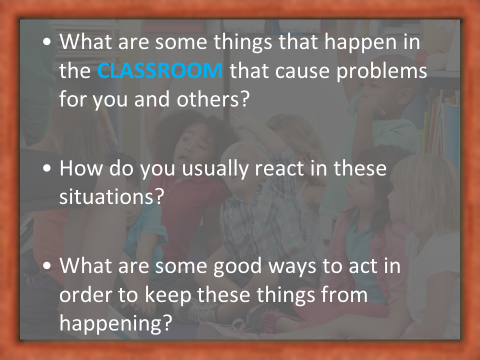 • What are some things that happen in
the CLASSROOM that cause problems
for you and others?
• How do you usually react in these
situations?
• What are some good ways to act in
order to keep these things from
happening?